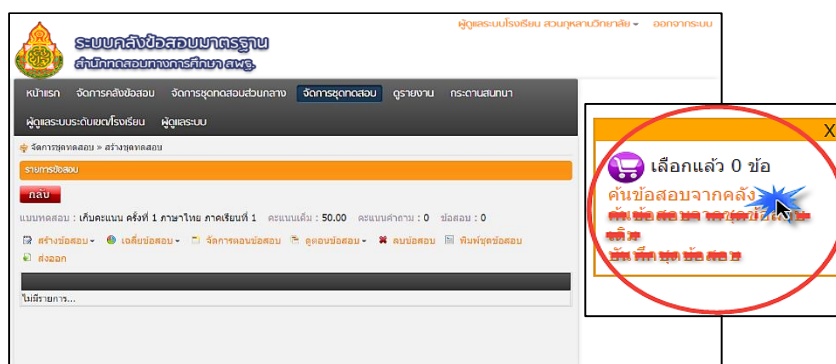 ผู้ดูแลระบบโรงเรียน สวนกุหลาบวิทยาลัย ออกจากระบบ
ระบบคลังข้อสอบมาตรฐาน
สำนักทดสอบทางการศึกษา สพฐ.
หน้าแรก จัดการคลังข้อสอบ จัดการชุดทดสอบส่วนกลาง จัดการชุดทดสอบ ดูรายงาน กระดานสนทนา
ผู้ดูแลระบบระดับเขต/โรงเรียน ผู้ดูแลระบบ
จัดการชุดทดสอบ » สร้างชุดทดสอบ
รายการข้อสอบ
กลับ
แบบทดสอบ : เก็บคะแนน ครั้งที่ 1 ภาษาไทย ภาคเรียนที่ 1 คะแนนเต็ม : 50.00 คะแนนคำถาม : 0 ข้อสอบ : 0
สร้างข้อสอบ เฉลี่ยข้อสอบ จัดการตอนข้อสอบ ดูตอนข้อสอบ ลบข้อสอบ พิมพ์ชุดข้อสอบ
ส่งออก
ไม่มีรายการ...
X
เลือกแล้ว 0 ข้อ
ค้นข้อสอบจากคลัง
บันทึกชุดข้อสอบ